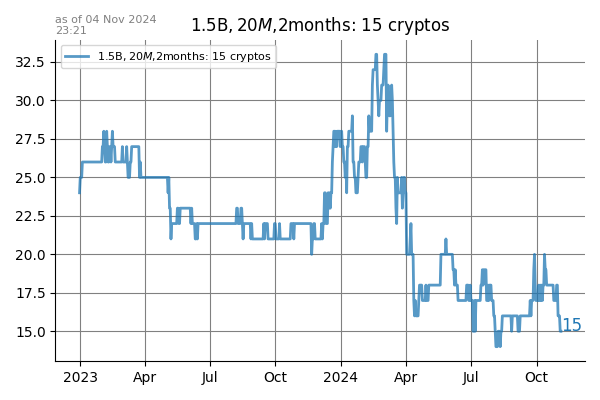 as of 04 Nov 2024
23:21
1.5B, 20M,2months: 15 cryptos
1.5B, 20M,2months: 15 cryptos
32.5
30.0
27.5
25.0
22.5
20.0
17.5
15.0
15
2023 Apr Jul Oct 2024 Apr Jul Oct